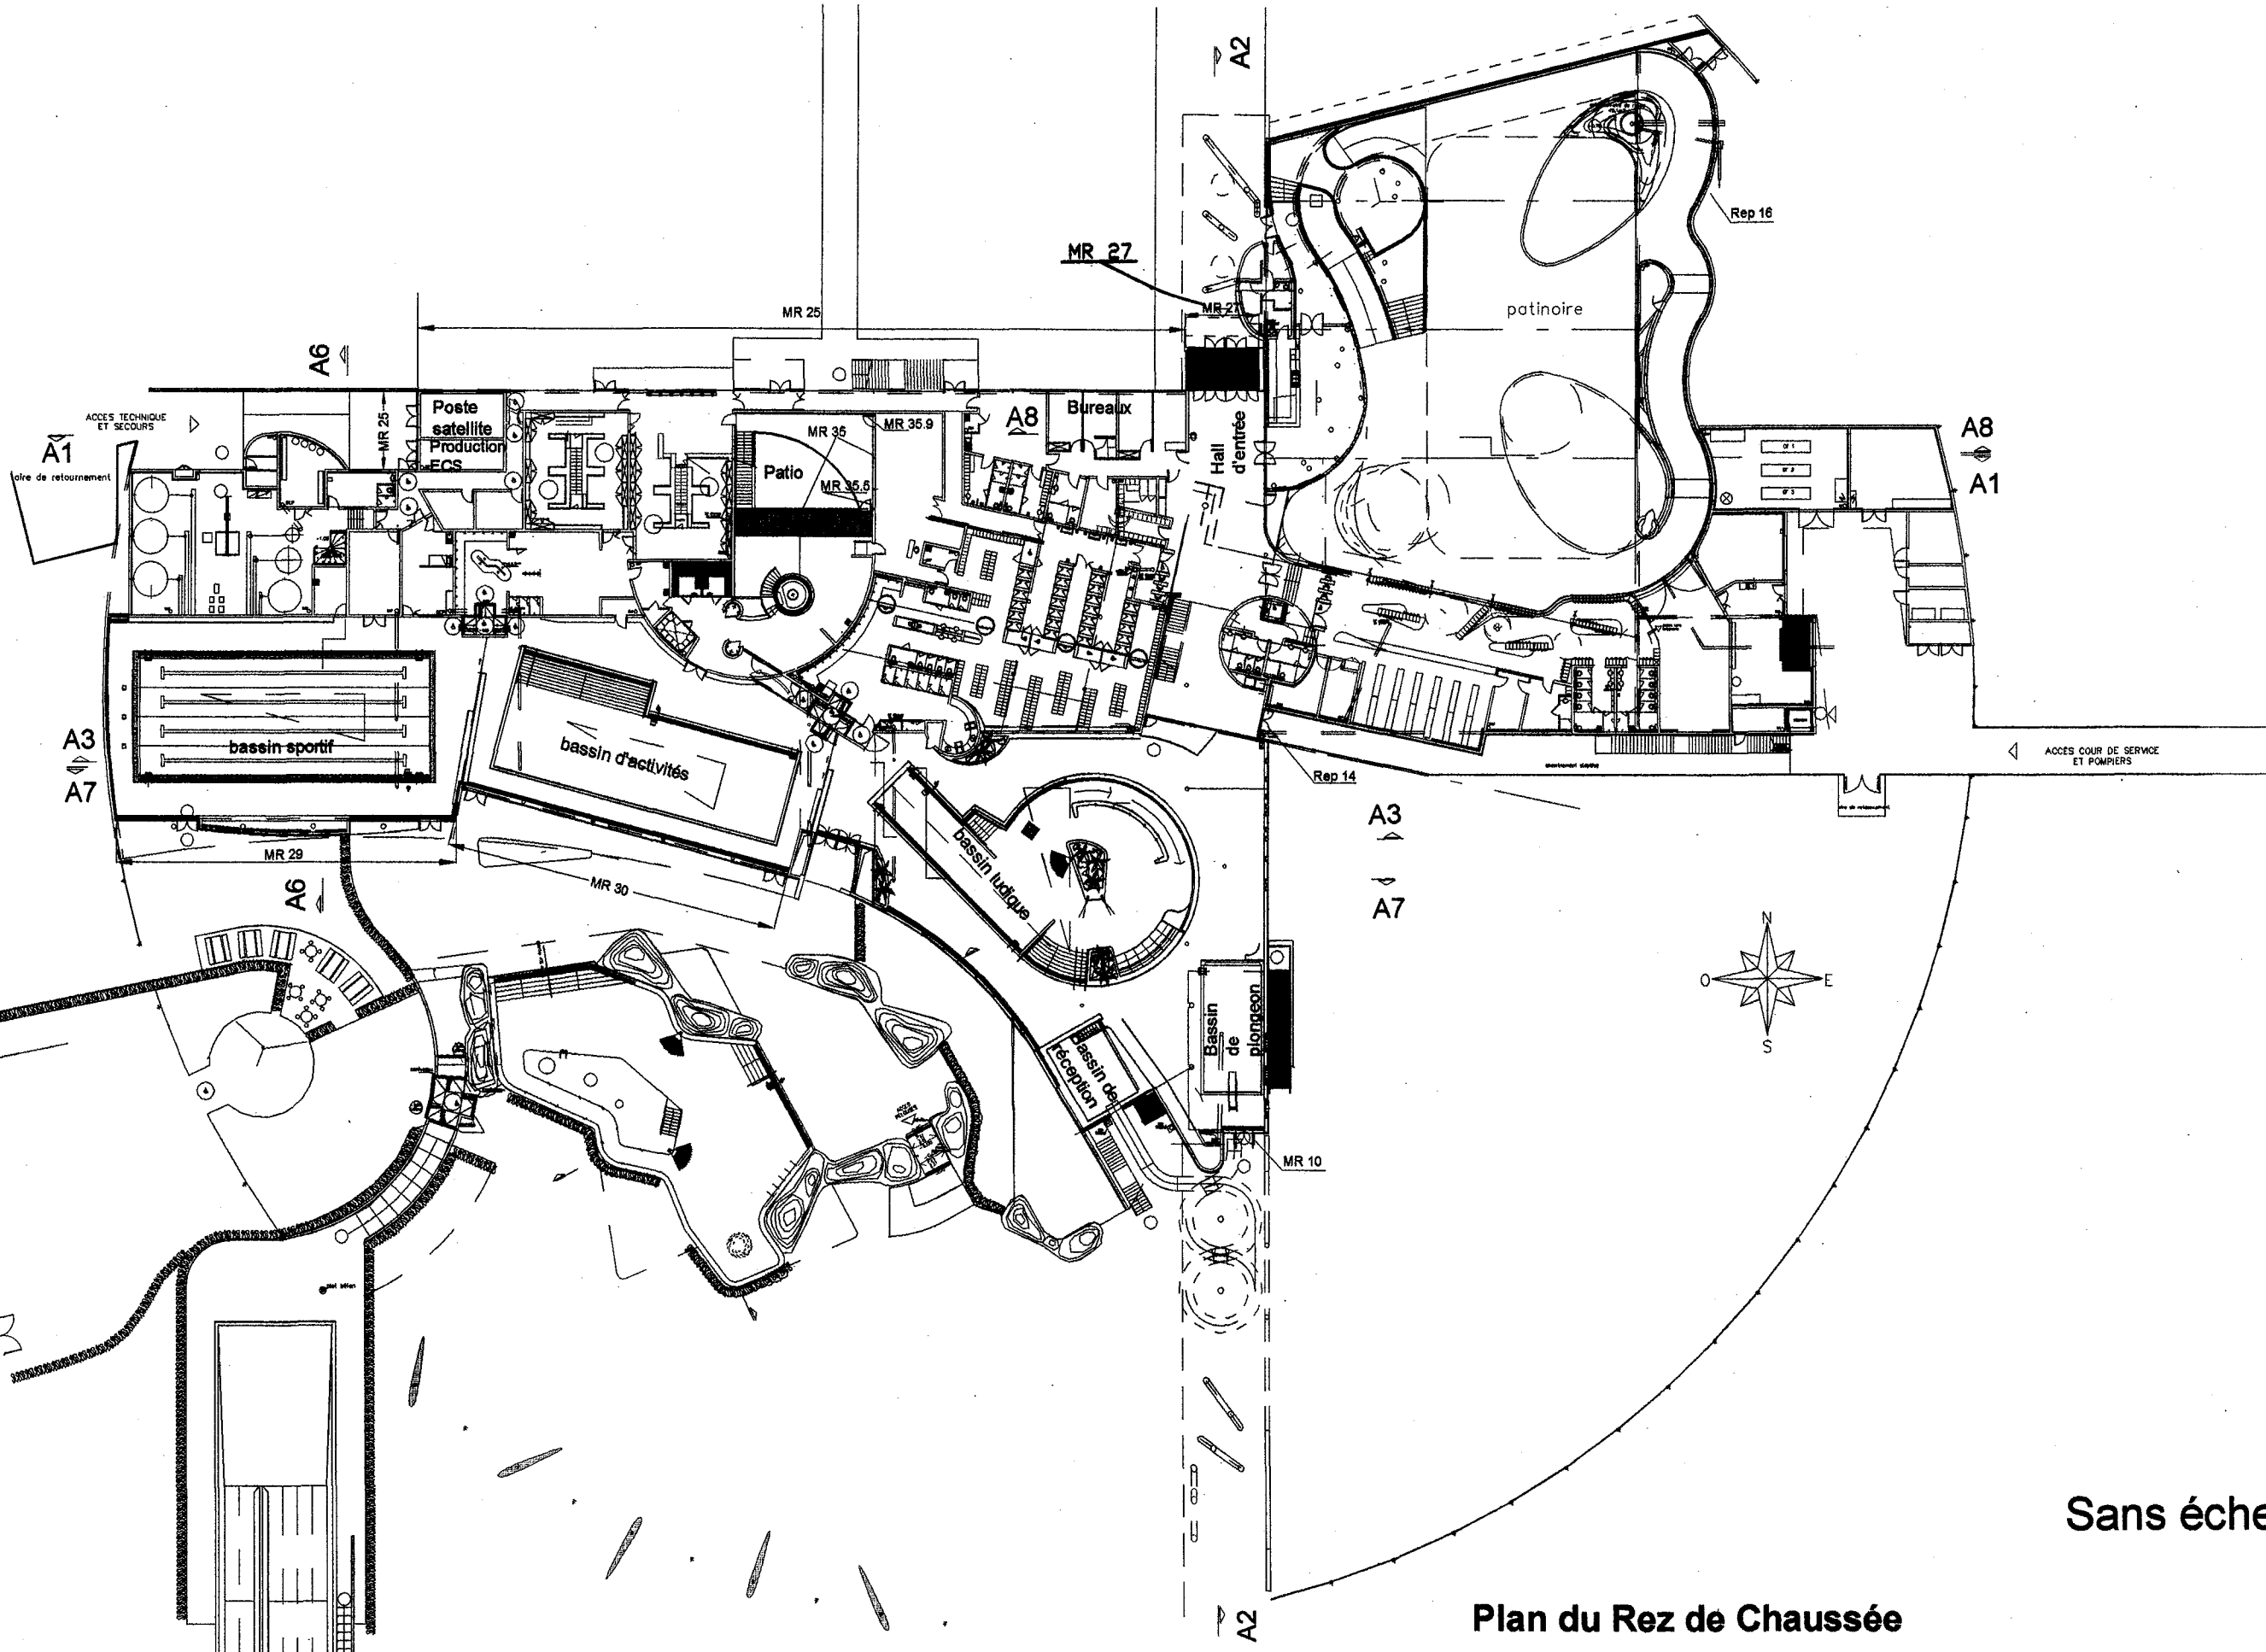 A2
Rep 16
MR 27
MR 25
MR 27
patinoire
A6
ACCES TECHNIQUE
ET SECOURS
A1
aire de retournement
MR 25
Poste
satellite
Production
ECS
MR 35
MR 35.9
Patio
MR 35.5
A8
Bureaux
Hall
d'entrée
A8
A1
bassin sportif
bassin d'activités
A3
A7
MR 29
MR 30
A6
bassin ludique
Rep 14
A3
A7
ACCES COUR DE SERVICE
ET POMPIERS
N
O
E
S
Bassin
de
plongeon
Bassin de
réception
MR 10
Sans éche
A2
Plan du Rez de Chaussée